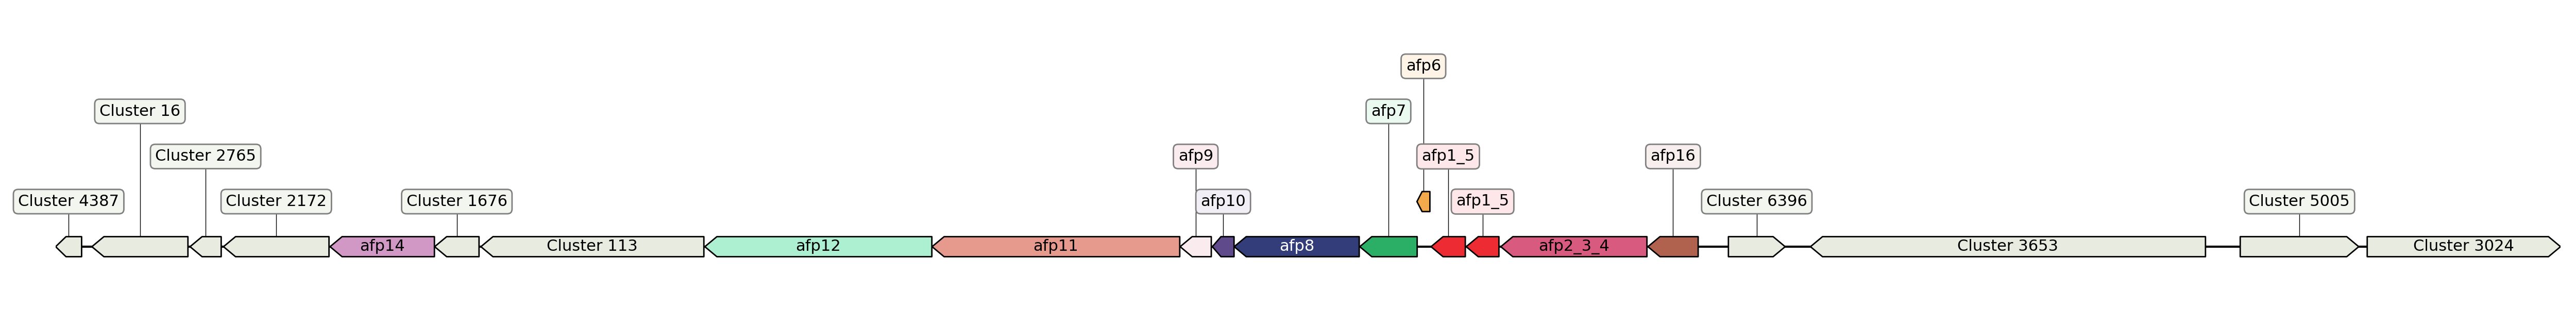 afp6
Cluster 16
afp7
Cluster 2765
afp9
afp1_5
afp16
Cluster 4387
Cluster 2172
Cluster 1676
afp10
afp1_5
Cluster 6396
Cluster 5005
afp14
Cluster 113
afp12
afp11
afp8
afp2_3_4
Cluster 3653
Cluster 3024